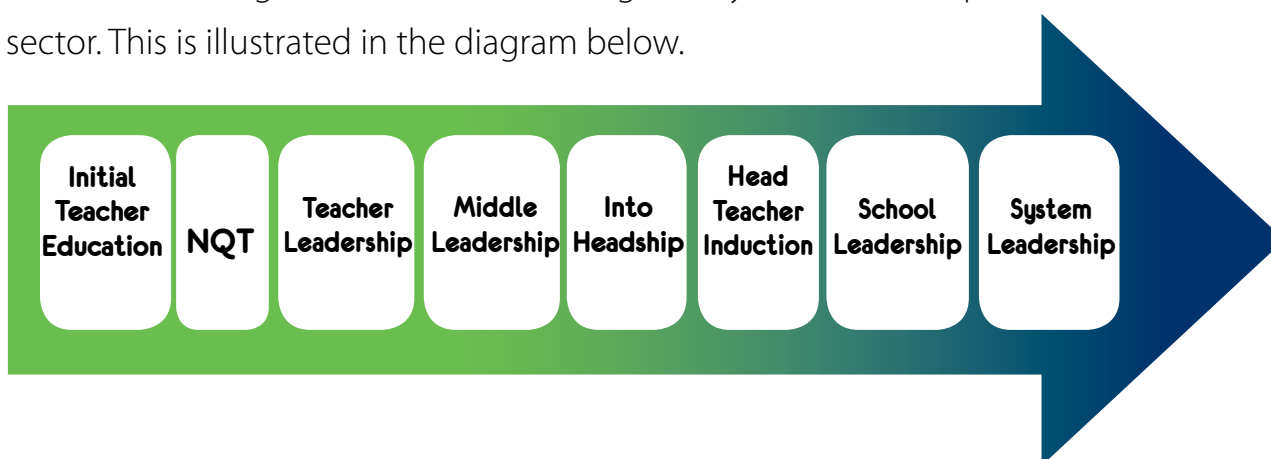 sector. This is illustrated in the diagram below.
Initial
Teacher
Education
NQT
Teacher
Leadership
Middle
Leadership
Into
Headship
Head
Teacher
Induction
School
Leadership
System
Leadership